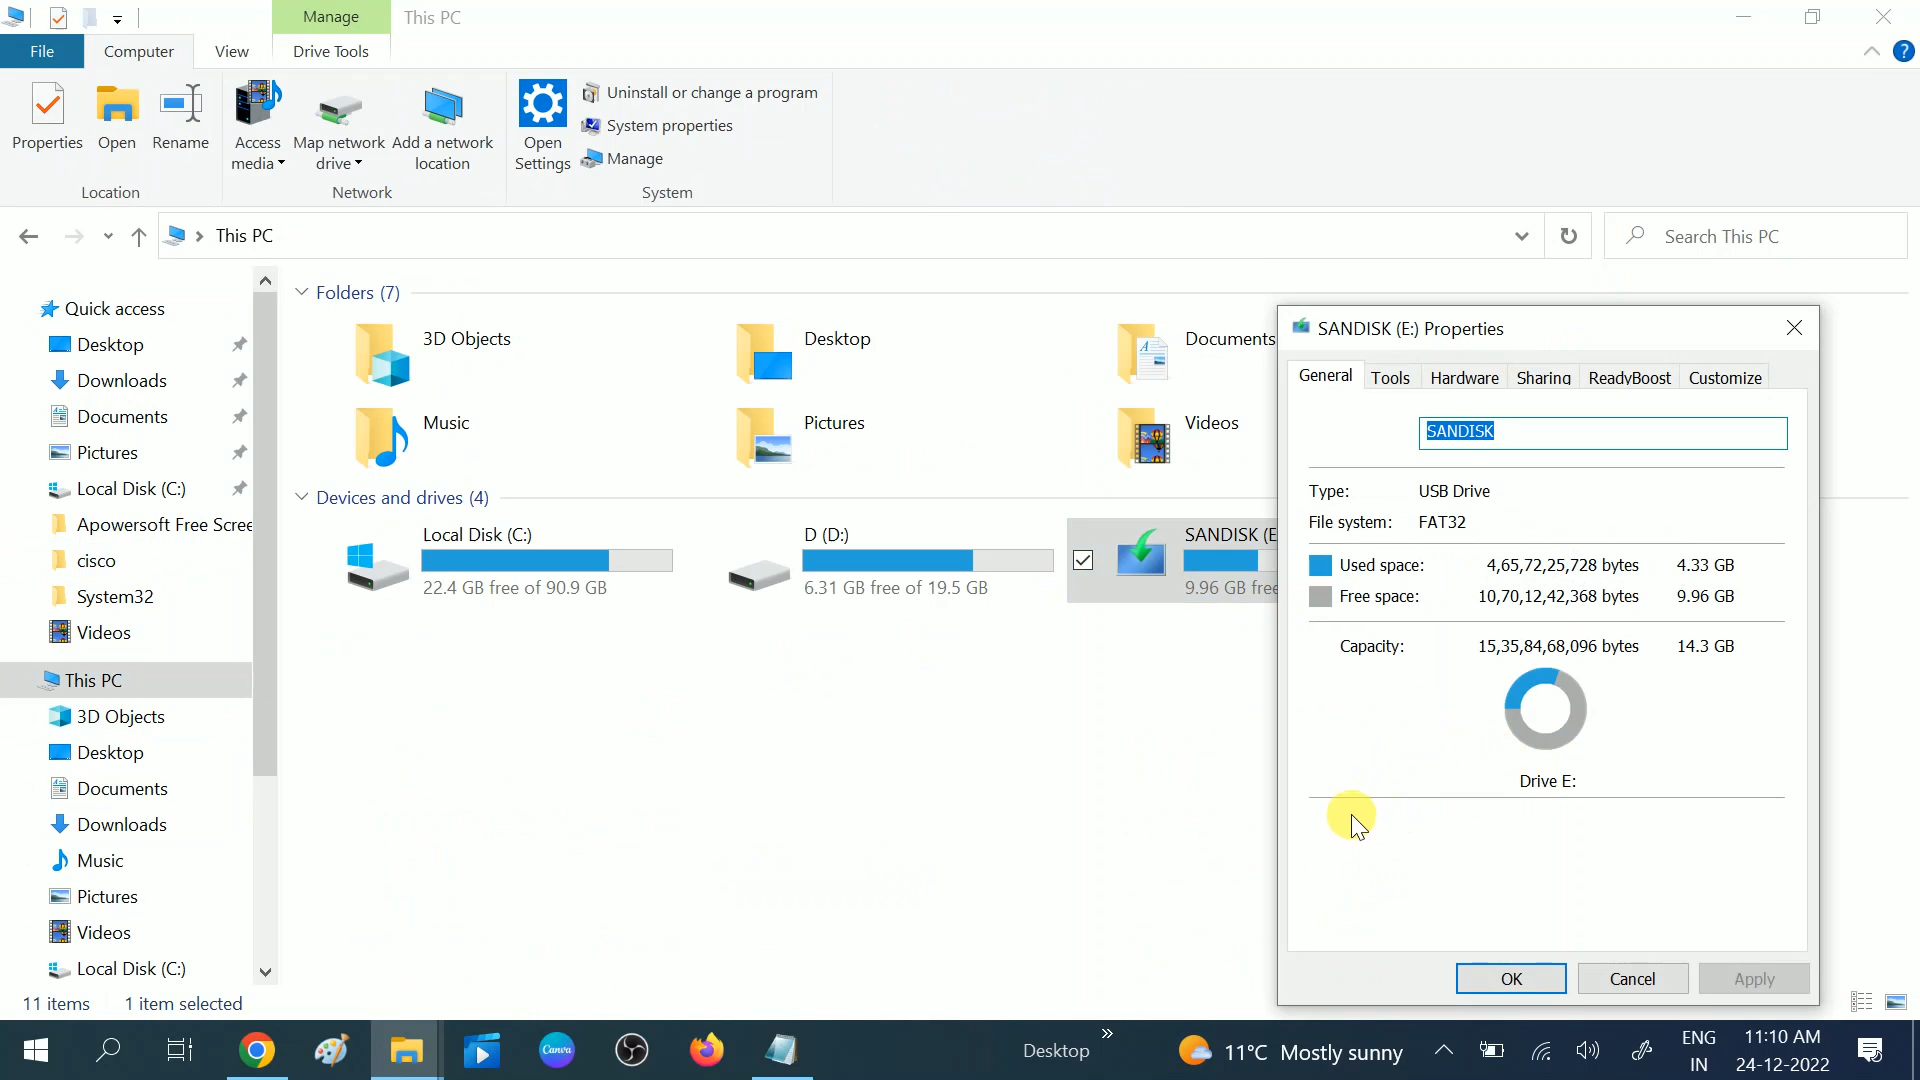 Manage
This PC
File
Computer
View
Drive Tools
Properties
Open
Rename
Access media
Map network drive
Add a network location
Open Settings
Uninstall or change a program
System properties
Manage
Location
Network
System
This PC
Search This PC
Quick access
Desktop
Downloads
Documents
Pictures
Local Disk (C:)
Apowersoft Free Scree
cisco
System32
Videos
This PC
3D Objects
Desktop
Documents
Downloads
Music
Pictures
Videos
Local Disk (C:)
Folders (7)
3D Objects
Desktop
Documents
Music
Pictures
Videos
Devices and drives (4)
Local Disk (C:)
22.4 GB free of 90.9 GB
D (D:)
6.31 GB free of 19.5 GB
SANDISK (E
9.96 GB free
SANDISK (E:) Properties
General
Tools
Hardware
Sharing
ReadyBoost
Customize
SANDISK
Type: USB Drive
File system: FAT32
Used space: 4,65,72,25,728 bytes 4.33 GB
Free space: 10,70,12,42,368 bytes 9.96 GB
Capacity: 15,35,84,68,096 bytes 14.3 GB
Drive E:
OK
Cancel
Apply
11 items
1 item selected
Canva
Desktop
11°C Mostly sunny
ENG
IN
11:10 AM
24-12-2022